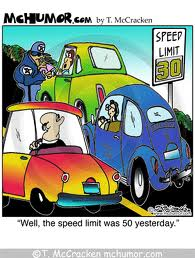 MCHUMOR.COM by T. McCracken
SPEED
LIMIT
30
"Well, the speed limit was 50 yesterday."
© T. McCracken mchumor.com